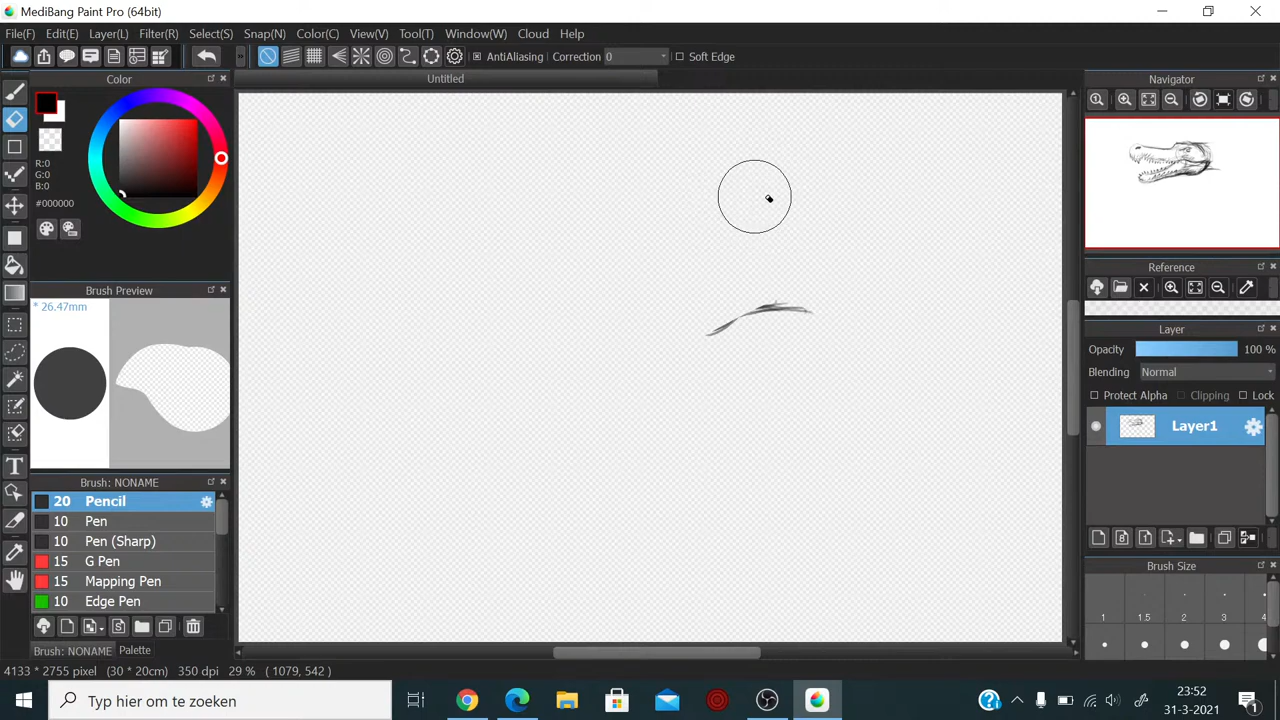 MediBang Paint Pro (64bit)
File(F) Edit(E) Layer(L) Filter(R) Select(S) Snap(N) Color(C) View(V) Tool(T) Window(W) Cloud Help
AntiAliasing Correction 0 Soft Edge
Color
Untitled
Navigator
R:0
G:0
B:0
#000000
Brush Preview
* 26.47mm
Reference
Layer
Opacity 100 %
Blending Normal
Protect Alpha Clipping Lock
Layer1
Brush: NONAME
20 Pencil
10 Pen
10 Pen (Sharp)
15 G Pen
15 Mapping Pen
10 Edge Pen
Brush Size
1 1.5 2 3 4
Brush: NONAME Palette
4133 * 2755 pixel (30 * 20cm) 350 dpi 29 % ( 1079, 542 )
Typ hier om te zoeken
23:52
31-3-2021
1